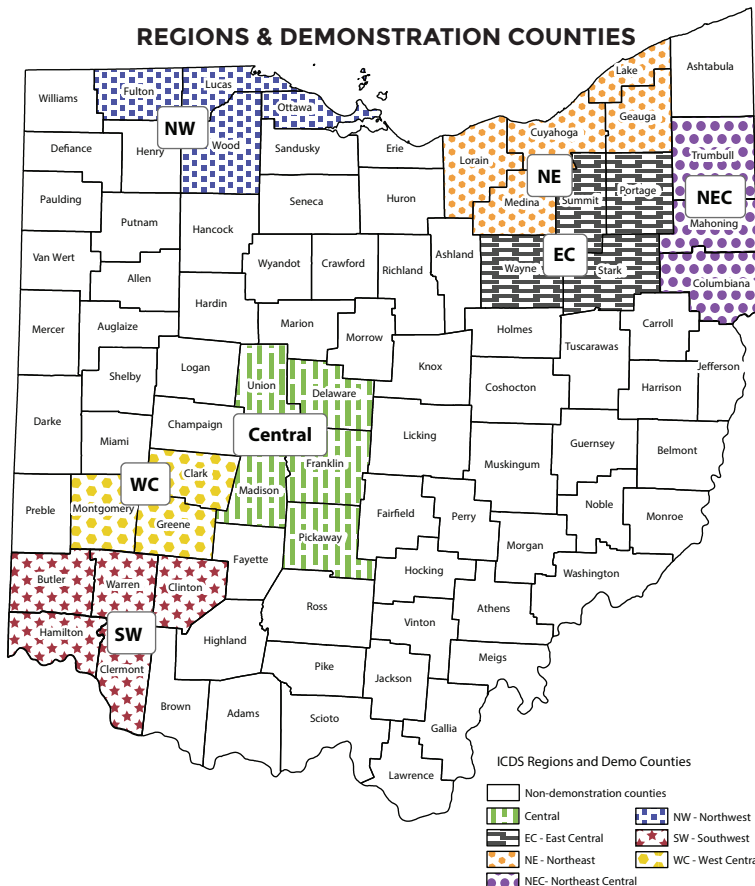 REGIONS & DEMONSTRATION COUNTIES
Williams
Fulton
Lucas
Ottawa
NW
Wood
Defiance
Henry
Sandusky
Erie
Lake
Ashtabula
Geauga
Cuyahoga
Lorain
NE
Medina
Summit
Portage
Trumbull
NEC
Mahoning
Paulding
Putnam
Hancock
Seneca
Huron
Ashland
Wayne
EC
Stark
Columbiana
Van Wert
Allen
Wyandot
Crawford
Richland
Hardin
Mercer
Auglaize
Marion
Morrow
Holmes
Tuscarawas
Carroll
Jefferson
Shelby
Logan
Union
Delaware
Knox
Coshocton
Harrison
Darke
Miami
Champaign
Central
Licking
Muskingum
Guernsey
Belmont
WC
Clark
Franklin
Madison
Preble
Montgomery
Greene
Pickaway
Fairfield
Perry
Morgan
Noble
Monroe
Butler
Warren
Clinton
Fayette
Hocking
Washington
Hamilton
SW
Clermont
Highland
Ross
Vinton
Athens
Meigs
Brown
Adams
Pike
Scioto
Jackson
Gallia
Lawrence
ICDS Regions and Demo Counties
Non-demonstration counties
Central
EC - East Central
NE - Northeast
NEC- Northeast Central
NW - Northwest
SW - Southwest
WC - West Central